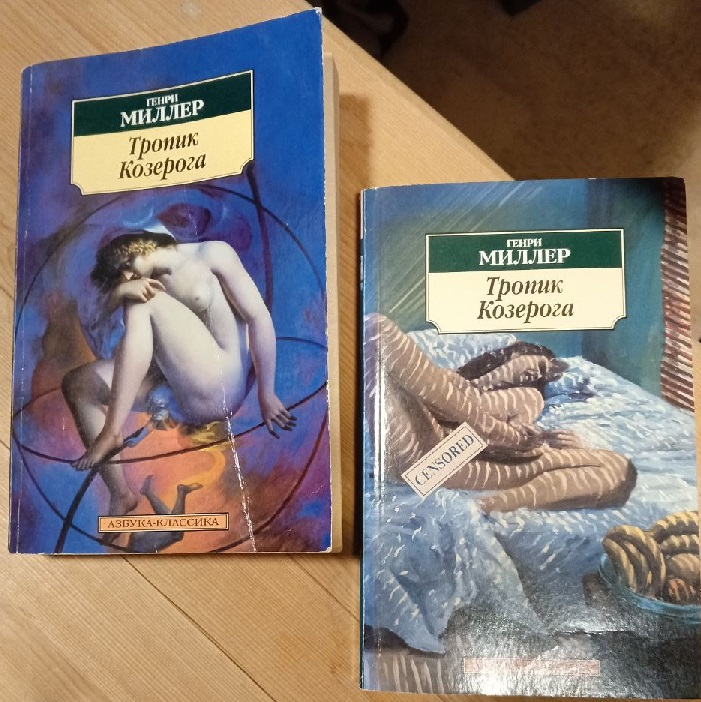 ГЕНРИ
МИЛЛЕР
Тропик
Козерога
АЗБУКА-КЛАССИКА
ГЕНРИ
МИЛЛЕР
Тропик
Козерога
CENSORED